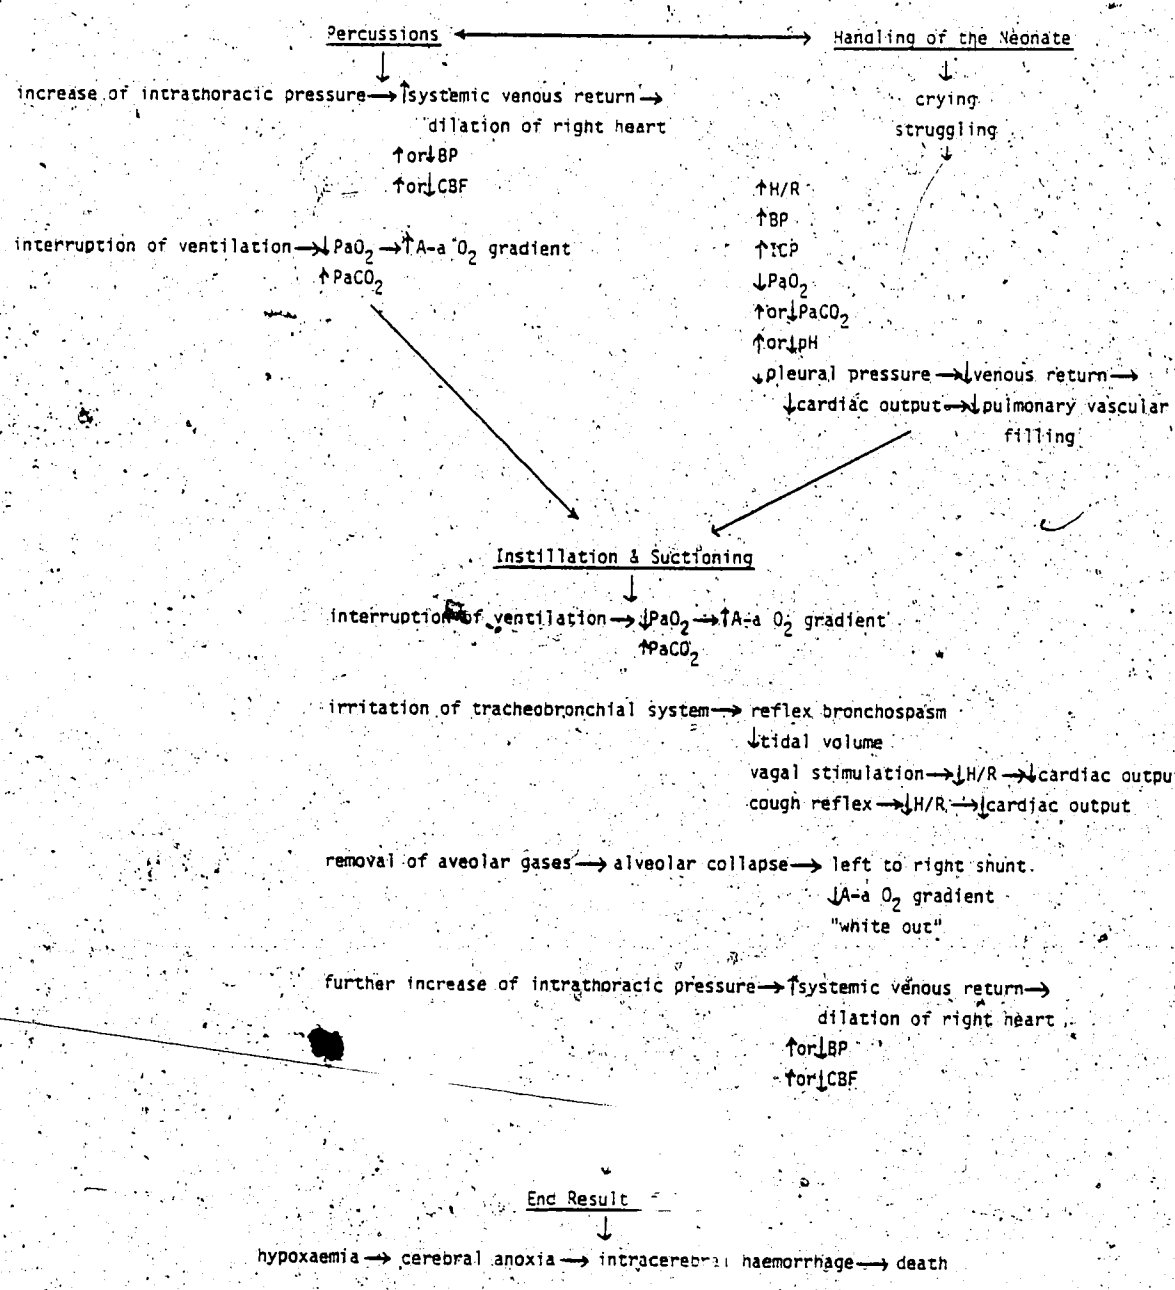 Percussions ↔ Handling of the Neonate
↓
increase of intrathoracic pressure→↑systemic venous return→
dilation of right heart
↑or↓BP
↑or↓CBF
interruption of ventilation→↓PaO2→↑A-a O2 gradient
↑PaCO2
↓
crying
struggling
↓
↑H/R
↑BP
↑ICP
↓PaO2
↑or↓PaCO2
↑or↓pH
↓pleural pressure→↓venous return→
↓cardiac output→↓pulmonary vascular
filling
Instillation & Suctioning
↓
interruption of ventilation→↓PaO2→↑A-a O2 gradient
↑PaCO2
irritation of tracheobronchial system→ reflex bronchospasm
↓tidal volume
vagal stimulation→↓H/R→↓cardiac outpu
cough reflex→↓H/R→↓cardiac output
removal of aveolar gases→alveolar collapse→ left to right shunt.
↓A-a O2 gradient
"white out"
further increase of intrathoracic pressure→↑systemic venous return→
dilation of right heart
↑or↓BP
↑or↓CBF
End Result
↓
hypoxaemia→cerebral anoxia→intracerebral haemorrhage→death